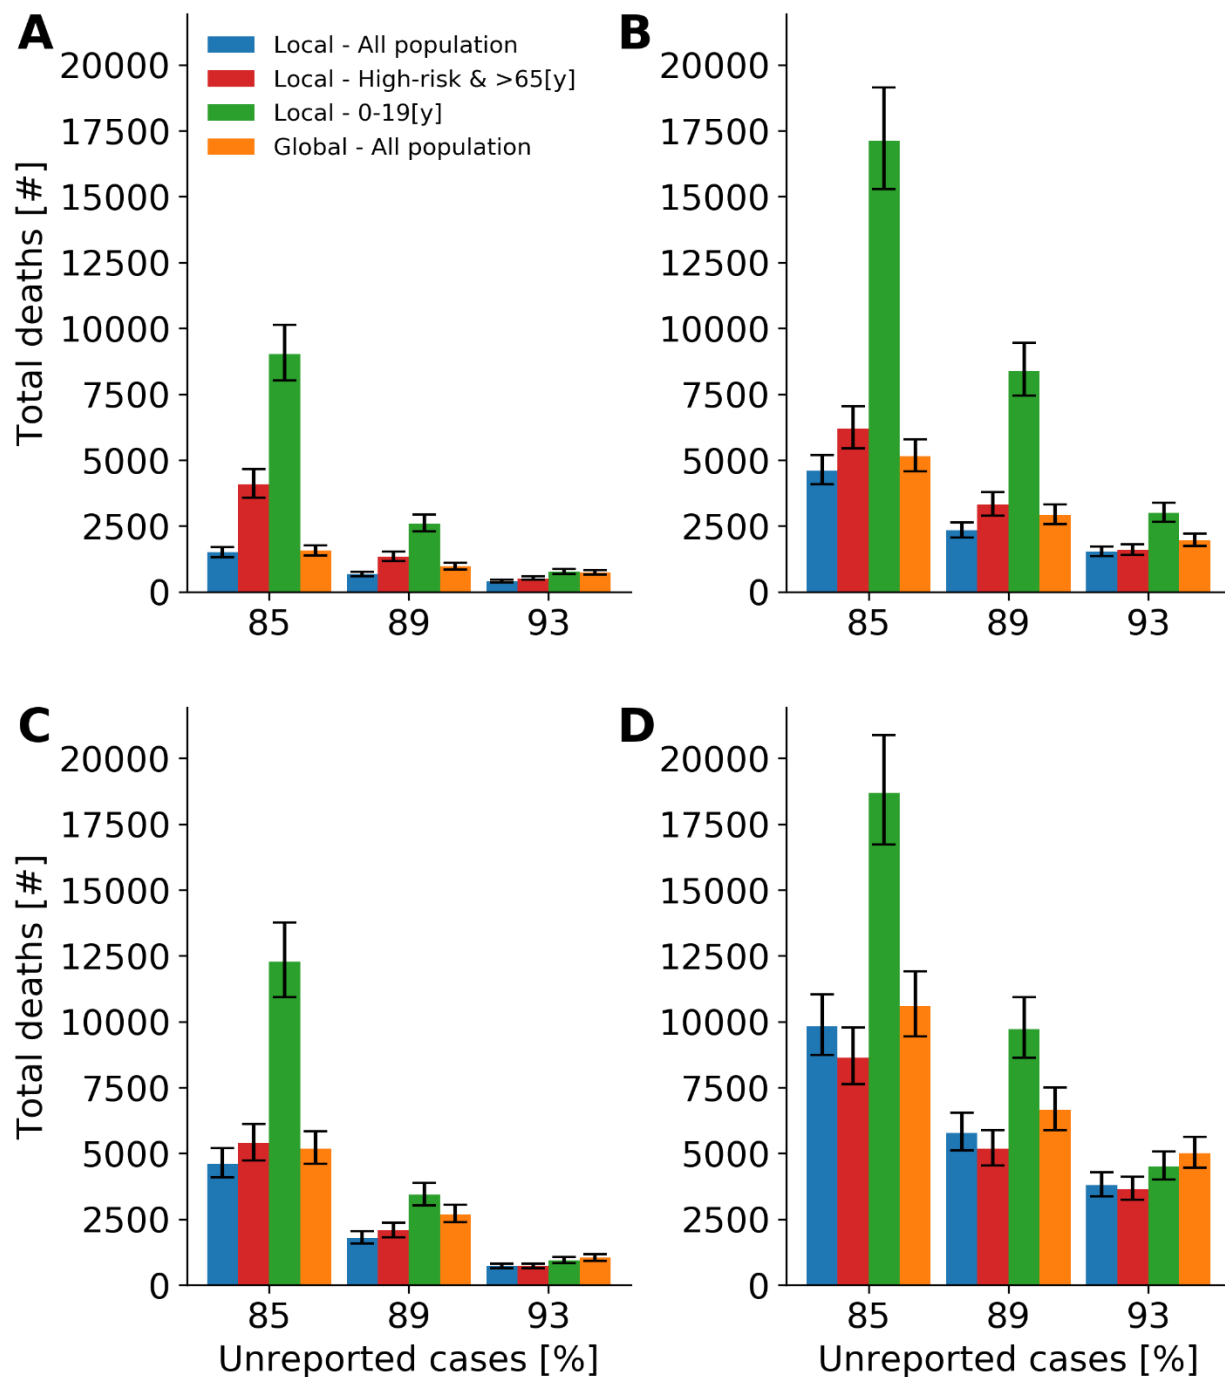 A
Local - All population
Local - High-risk & >65[y]
Local - 0-19[y]
Global - All population
Total deaths [#]
20000
17500
15000
12500
10000
7500
5000
2500
0
85 89 93
B
20000
17500
15000
12500
10000
7500
5000
2500
0
85 89 93
C
Total deaths [#]
20000
17500
15000
12500
10000
7500
5000
2500
0
85 89 93
Unreported cases [%]
D
20000
17500
15000
12500
10000
7500
5000
2500
0
85 89 93
Unreported cases [%]